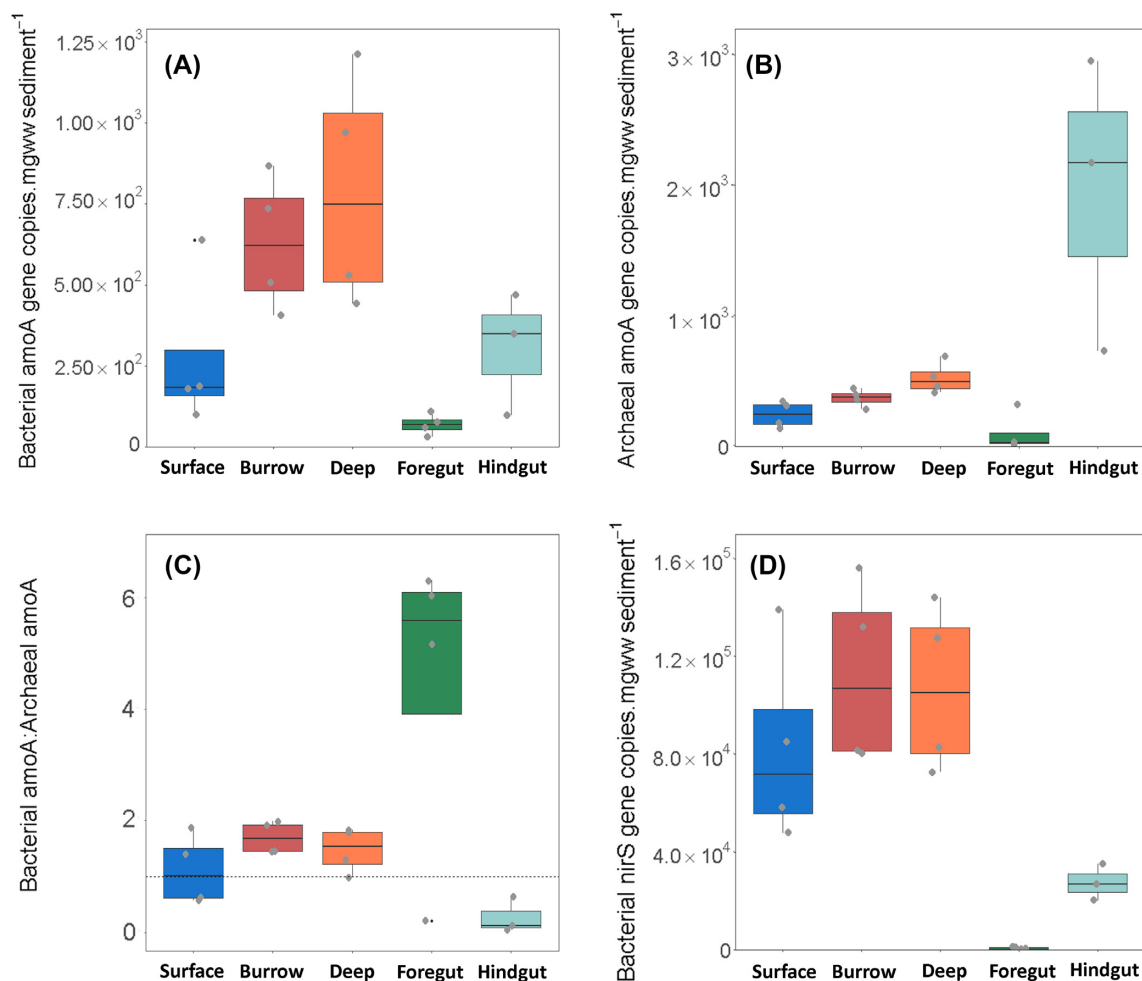 Bacterial amoA gene copies.mgww sediment⁻¹
(A)
1.25 × 10³
1.00 × 10³
7.50 × 10²
5.00 × 10²
2.50 × 10²
0
Surface Burrow Deep Foregut Hindgut
Archaeal amoA gene copies.mgww sediment⁻¹
(B)
3 × 10³
2 × 10³
1 × 10³
0
Surface Burrow Deep Foregut Hindgut
Bacterial amoA:Archaeal amoA
(C)
6
4
2
0
Surface Burrow Deep Foregut Hindgut
Bacterial nirS gene copies.mgww sediment⁻¹
(D)
1.6 × 10⁵
1.2 × 10⁵
8.0 × 10⁴
4.0 × 10⁴
0
Surface Burrow Deep Foregut Hindgut